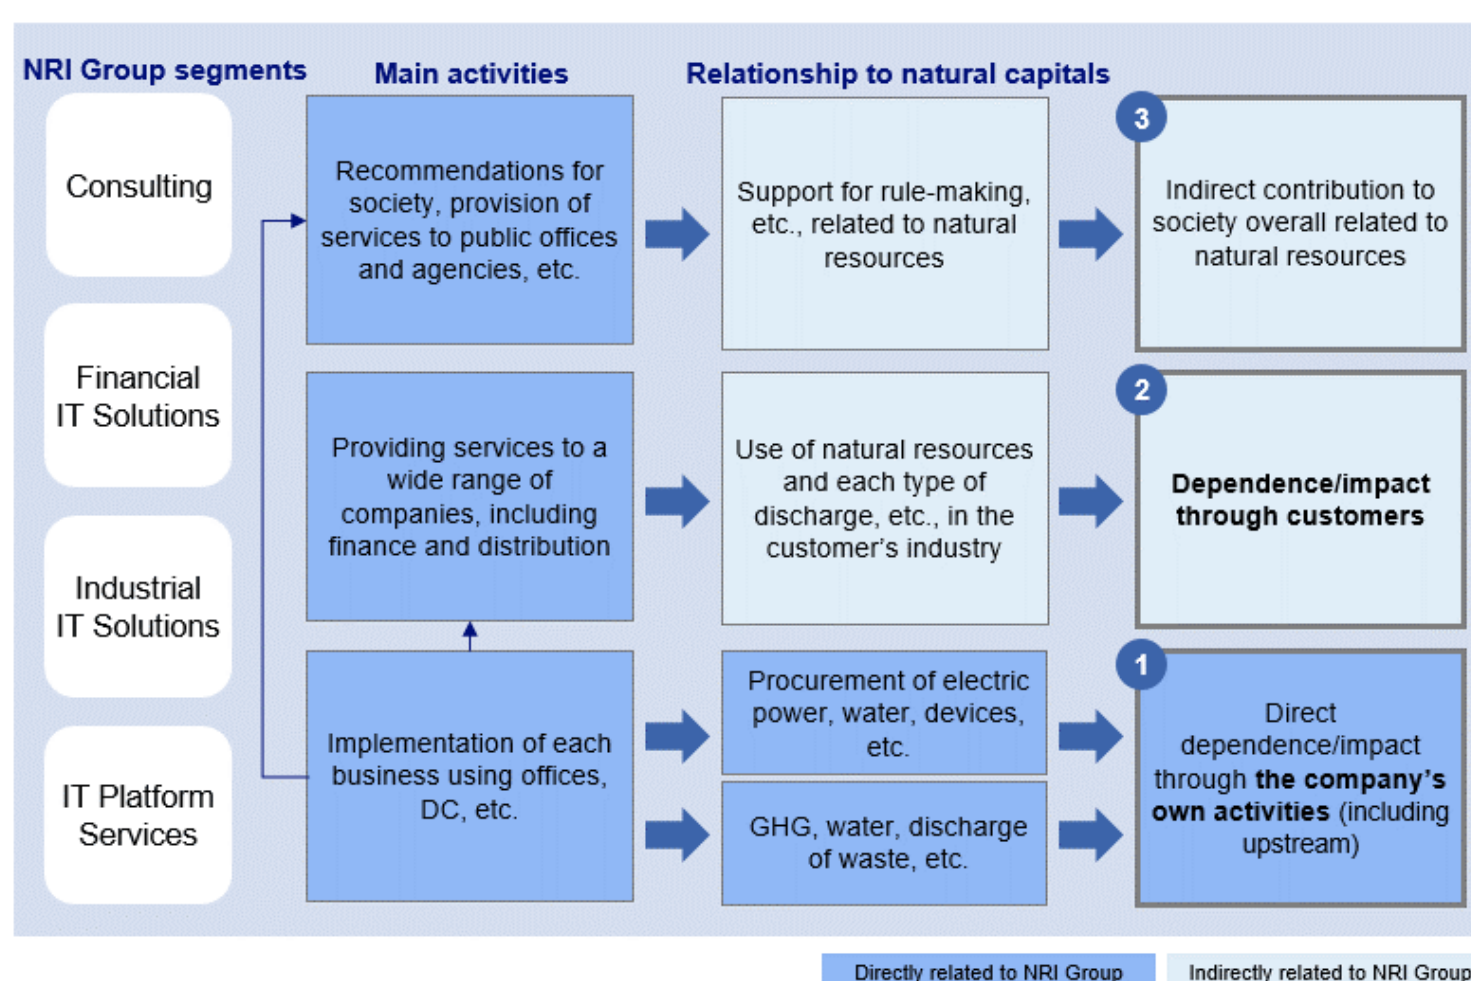 NRI Group segments
Main activities
Relationship to natural capitals
Consulting
Financial
IT Solutions
Industrial
IT Solutions
IT Platform
Services
Recommendations for
society, provision of
services to public offices
and agencies, etc.
Support for rule-making,
etc., related to natural
resources
3
Indirect contribution to
society overall related to
natural resources
Providing services to a
wide range of
companies, including
finance and distribution
Use of natural resources
and each type of
discharge, etc., in the
customer’s industry
2
Dependence/impact
through customers
Implementation of each
business using offices,
DC, etc.
Procurement of electric
power, water, devices,
etc.
GHG, water, discharge
of waste, etc.
1
Direct
dependence/impact
through the company’s
own activities (including
upstream)
Directly related to NRI Group
Indirectly related to NRI Group